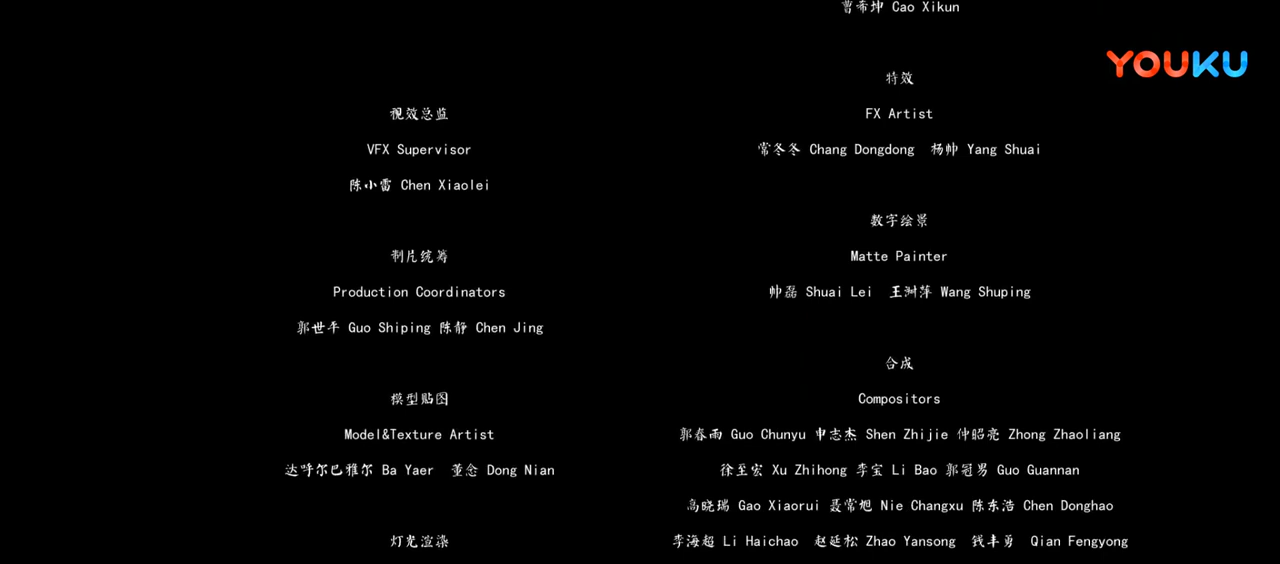 曹希坤 Cao Xikun
YOUKU
视效总监
VFX Supervisor
陈小雷 Chen Xiaolei
制片统筹
Production Coordinators
郭世平 Guo Shiping 陈静 Chen Jing
模型贴图
Model&Texture Artist
达呼尔巴雅尔 Ba Yaer 董念 Dong Nian
灯光渲染
特效
FX Artist
常冬冬 Chang Dongdong 杨帅 Yang Shuai
数字绘景
Matte Painter
帅磊 Shuai Lei 王洲萍 Wang Shuping
合成
Compositors
郭春雨 Guo Chunyu 申志杰 Shen Zhijie 仲昭亮 Zhong Zhaoliang
徐至宏 Xu Zhihong 李宝 Li Bao 郭冠男 Guo Guannan
高晓瑞 Gao Xiaorui 聂常旭 Nie Changxu 陈东浩 Chen Donghao
李海超 Li Haichao 赵延松 Zhao Yansong 钱丰勇 Qian Fengyong